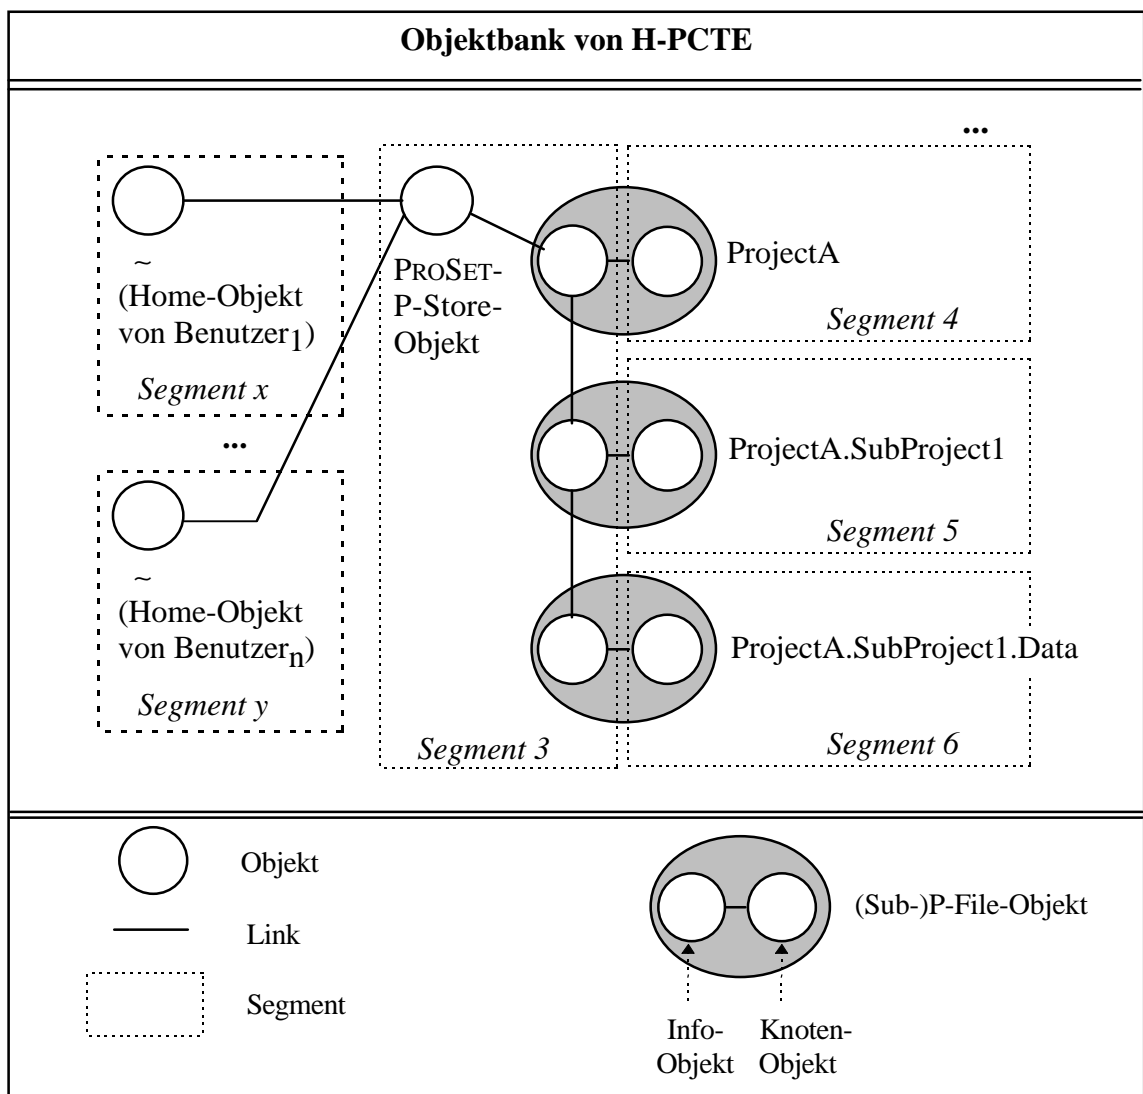 Objektbank von H-PCTE
...
~
(Home-Objekt
von Benutzer1)
Segment x
...
~
(Home-Objekt
von Benutzern)
Segment y
PROSET-
P-Store-
Objekt
Segment 3
ProjectA
Segment 4
ProjectA.SubProject1
Segment 5
ProjectA.SubProject1.Data
Segment 6
Objekt
Link
Segment
(Sub-)P-File-Objekt
Info-
Objekt
Knoten-
Objekt